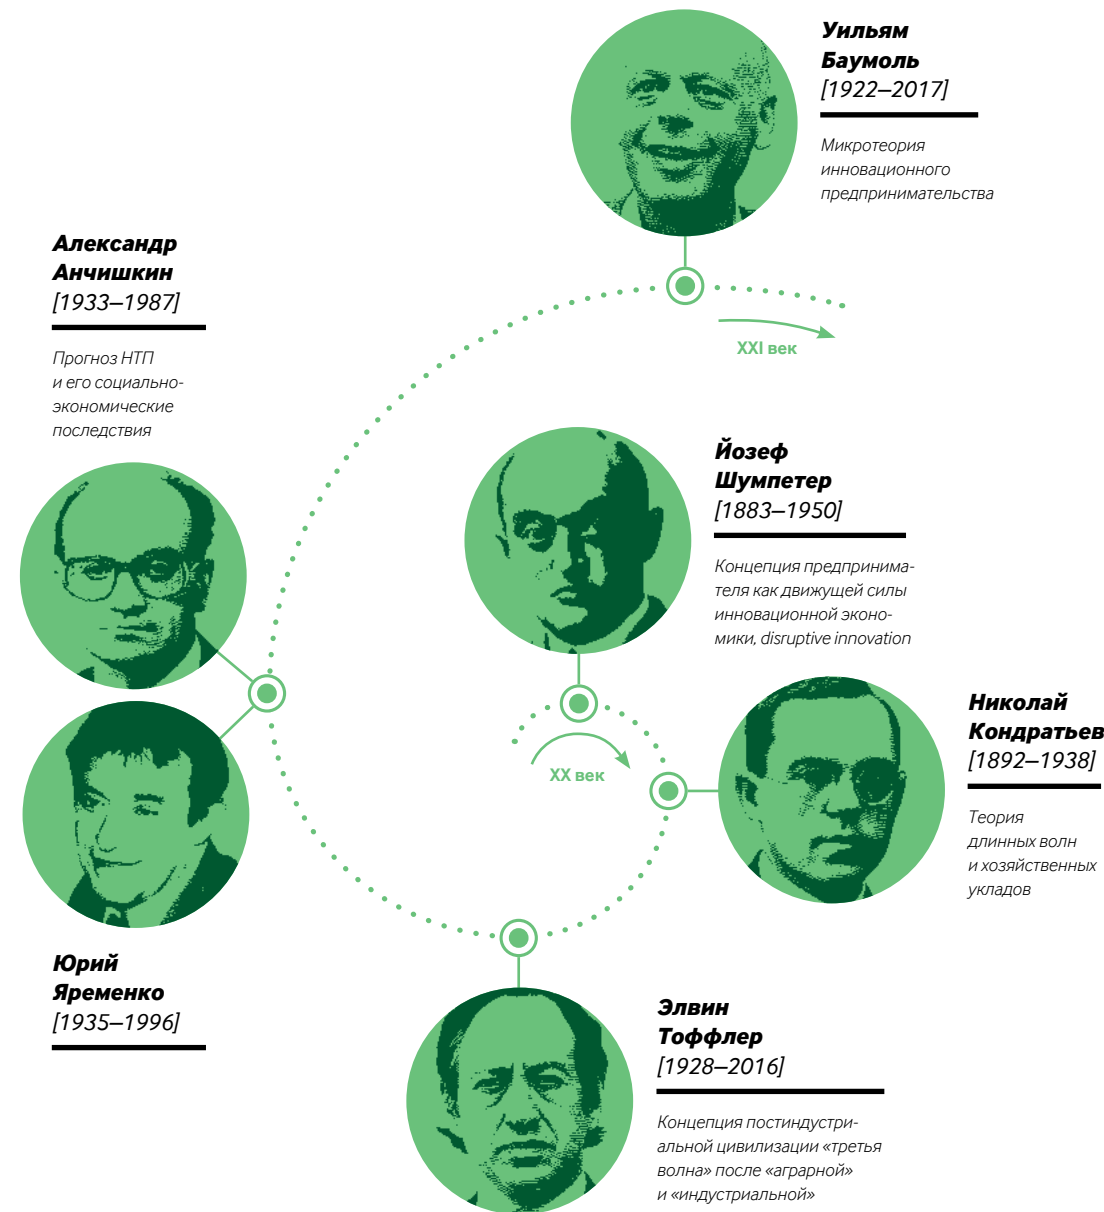 Уильям
Баумоль
[1922—2017]
Микротеория
инновационного
предпринимательства
Александр
Анчишкин
[1933—1987]
Прогноз НТП
и его социально-
экономические
последствия
XXI век
Йозеф
Шумпетер
[1883—1950]
Концепция предпринима-
теля как движущей силы
инновационной эконо-
мики, disruptive innovation
Николай
Кондратьев
[1892—1938]
Теория
длинных волн
и хозяйственных
укладов
XX век
Юрий
Яременко
[1935—1996]
Элвин
Тоффлер
[1928—2016]
Концепция постиндустри-
альной цивилизации «третья
волна» после «аграрной»
и «индустриальной»